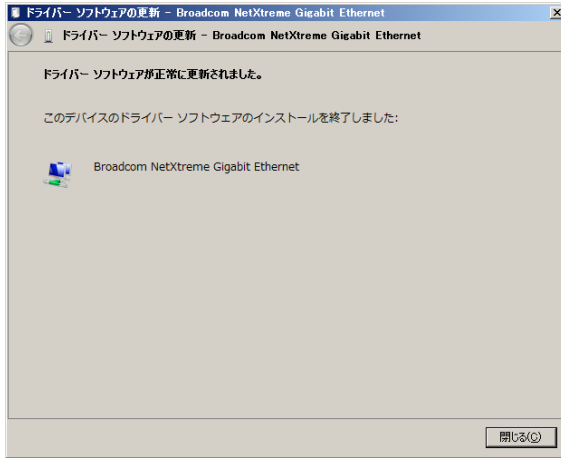 ドライバー ソフトウェアの更新 - Broadcom NetXtreme Gigabit Ethernet
ドライバー ソフトウェアの更新 - Broadcom NetXtreme Gigabit Ethernet
ドライバー ソフトウェアが正常に更新されました。
このデバイスのドライバー ソフトウェアのインストールを終了しました:
Broadcom NetXtreme Gigabit Ethernet
閉じる(C)